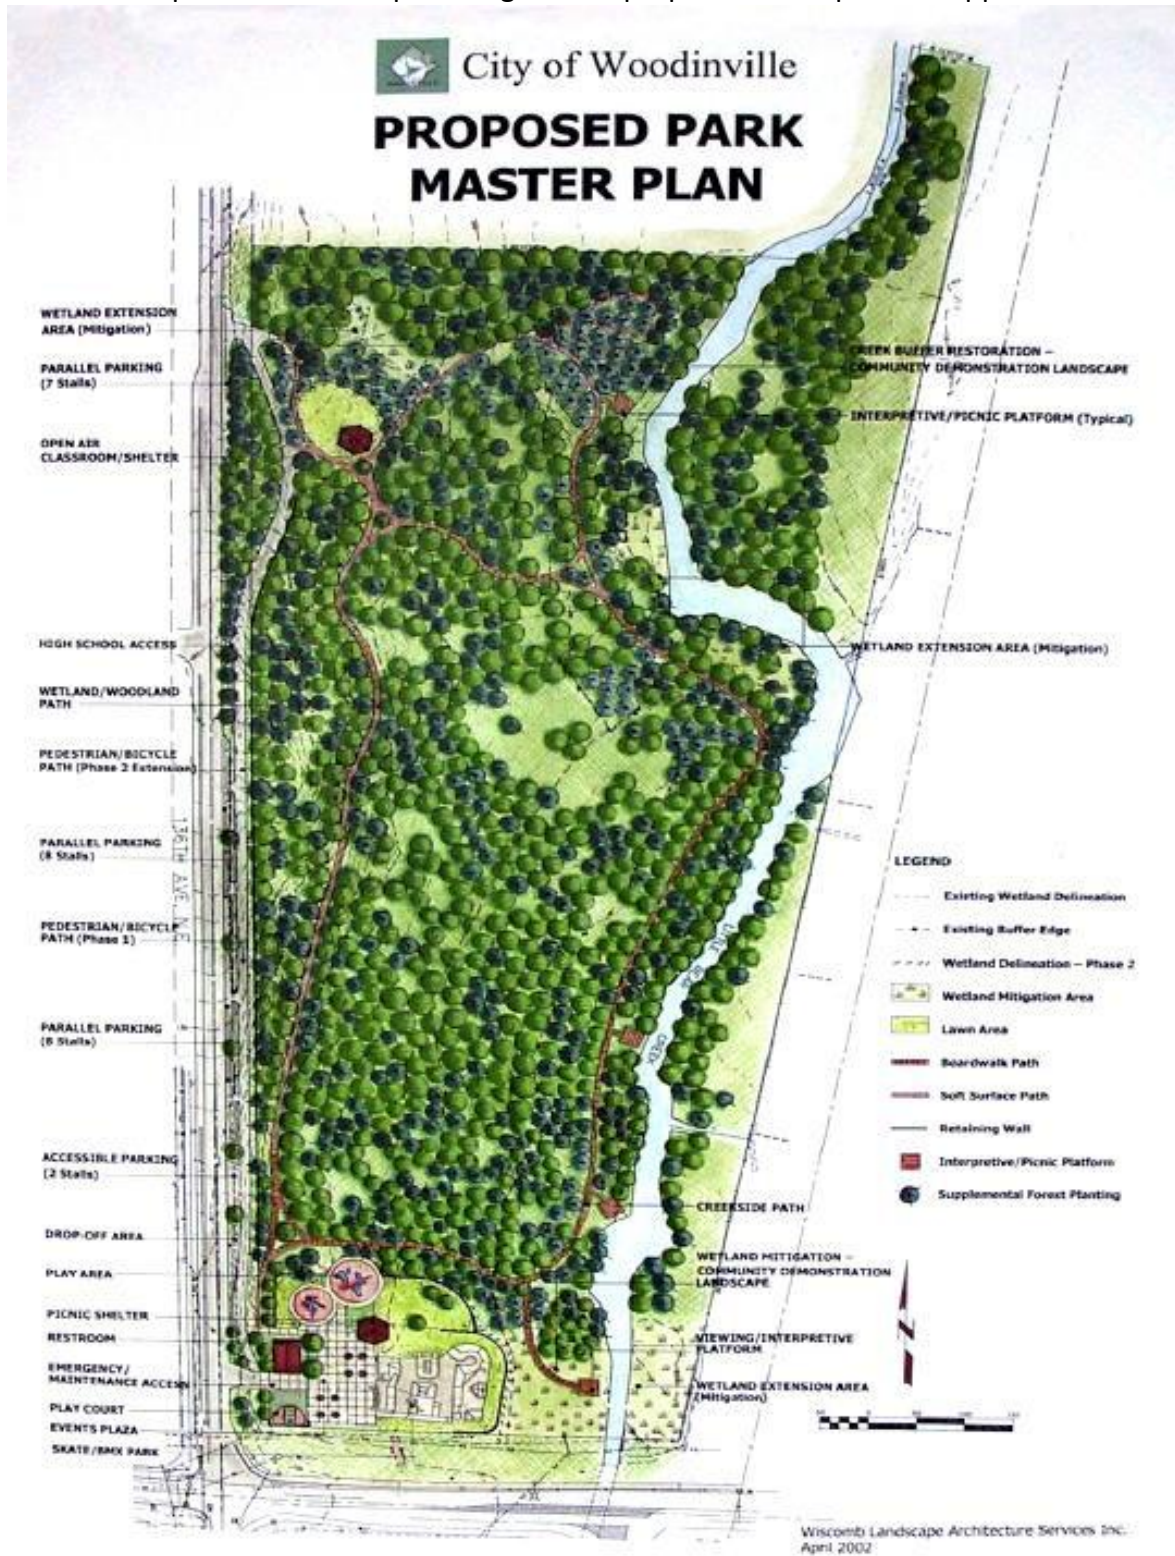 City of Woodinville
PROPOSED PARK
MASTER PLAN
WETLAND EXTENSION
AREA (Mitigation)
PARALLEL PARKING
(7 Stalls)
OPEN AIR
CLASSROOM/SHELTER
HIGH SCHOOL ACCESS
WETLAND/WOODLAND
PATH
PEDESTRIAN/BICYCLE
PATH (Phase 2 Extension)
PARALLEL PARKING
(8 Stalls)
PEDESTRIAN/BICYCLE
PATH (Phase 1)
PARALLEL PARKING
ACCESSIBLE PARKING
(2 Stalls)
DROP-OFF AREA
PLAY AREA
PICNIC SHELTER
RESTROOM
EMERGENCY/
MAINTENANCE ACCESS
PLAY COURT
EVENTS PLAZA
SKATE/BMX PARK
136TH AVE. N.E.
CREEK BUFFER RESTORATION –
COMMUNITY DEMONSTRATION LANDSCAPE
INTERPRETIVE/PICNIC PLATFORM (Typical)
WETLAND EXTENSION AREA (Mitigation)
LITTLE BEAR CREEK
CREEKSIDE PATH
WETLAND MITIGATION –
COMMUNITY DEMONSTRATION
LANDSCAPE
VIEWING/INTERPRETIVE
PLATFORM
WETLAND EXTENSION AREA
(Mitigation)
LEGEND
Existing Wetland Delineation
Existing Buffer Edge
Wetland Delineation – Phase 2
Wetland Mitigation Area
Lawn Area
Boardwalk Path
Soft Surface Path
Retaining Wall
Interpretive/Picnic Platform
Supplemental Forest Planting
Wiscomb Landscape Architecture Services Inc.
April 2002